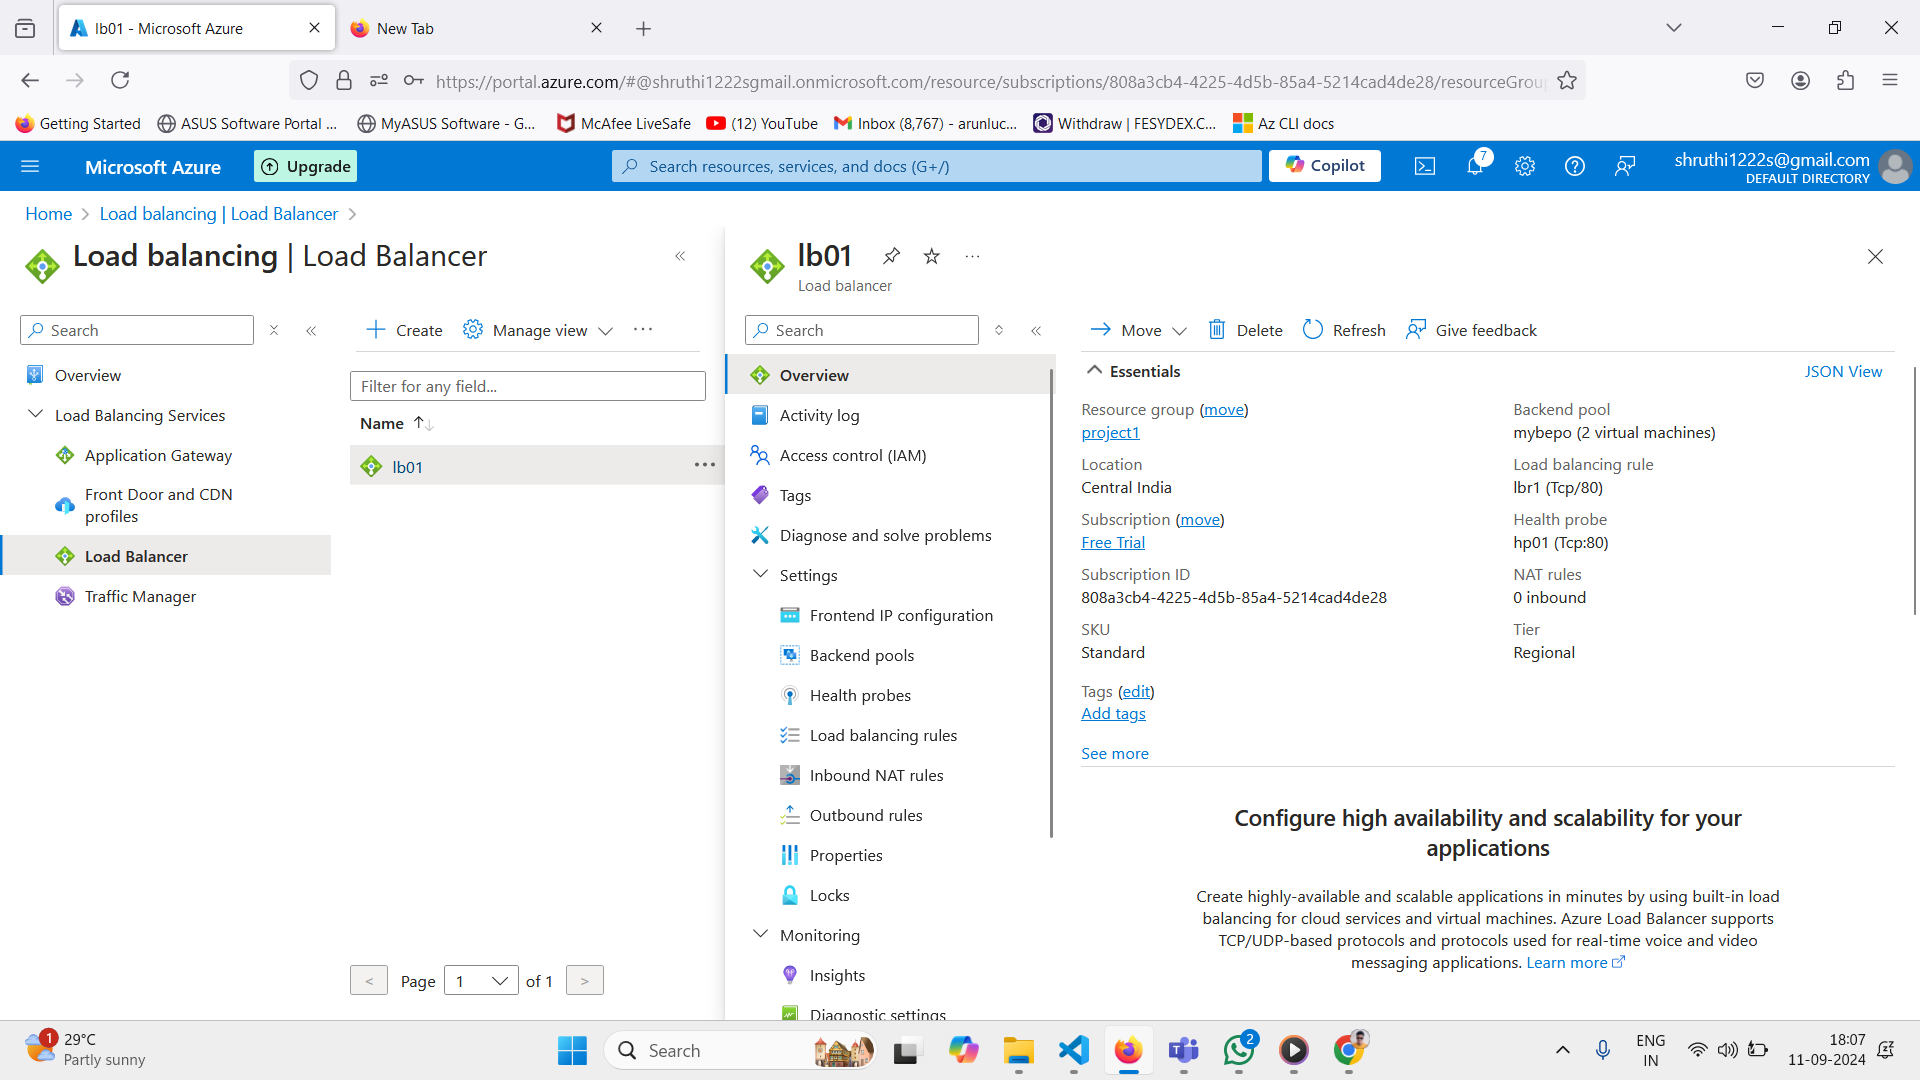 lb01 - Microsoft Azure
New Tab
https://portal.azure.com/#@shruthi1222sgmail.onmicrosoft.com/resource/subscriptions/808a3cb4-4225-4d5b-85a4-5214cad4de28/resourceGrou
Getting Started
ASUS Software Portal ...
MyASUS Software - G...
McAfee LiveSafe
(12) YouTube
Inbox (8,767) - arunluc...
Withdraw | FESYDEX.C...
Az CLI docs
Microsoft Azure
Upgrade
Search resources, services, and docs (G+/)
Copilot
7
shruthi1222s@gmail.com
DEFAULT DIRECTORY
Home
Load balancing | Load Balancer
Load balancing | Load Balancer
Search
Overview
Load Balancing Services
Application Gateway
Front Door and CDN
profiles
Load Balancer
Traffic Manager
Create
Manage view
Filter for any field...
Name
lb01
< Page 1 of 1 >
lb01
Load balancer
Search
Overview
Activity log
Access control (IAM)
Tags
Diagnose and solve problems
Settings
Frontend IP configuration
Backend pools
Health probes
Load balancing rules
Inbound NAT rules
Outbound rules
Properties
Locks
Monitoring
Insights
Diagnostic settings
Move
Delete
Refresh
Give feedback
Essentials
JSON View
Resource group (move)
project1
Location
Central India
Subscription (move)
Free Trial
Subscription ID
808a3cb4-4225-4d5b-85a4-5214cad4de28
SKU
Standard
Tags (edit)
Add tags
See more
Backend pool
mybepo (2 virtual machines)
Load balancing rule
lbr1 (Tcp/80)
Health probe
hp01 (Tcp:80)
NAT rules
0 inbound
Tier
Regional
Configure high availability and scalability for your
applications
Create highly-available and scalable applications in minutes by using built-in load
balancing for cloud services and virtual machines. Azure Load Balancer supports
TCP/UDP-based protocols and protocols used for real-time voice and video
messaging applications. Learn more
1
29°C
Partly sunny
Search
2
ENG
IN
18:07
11-09-2024